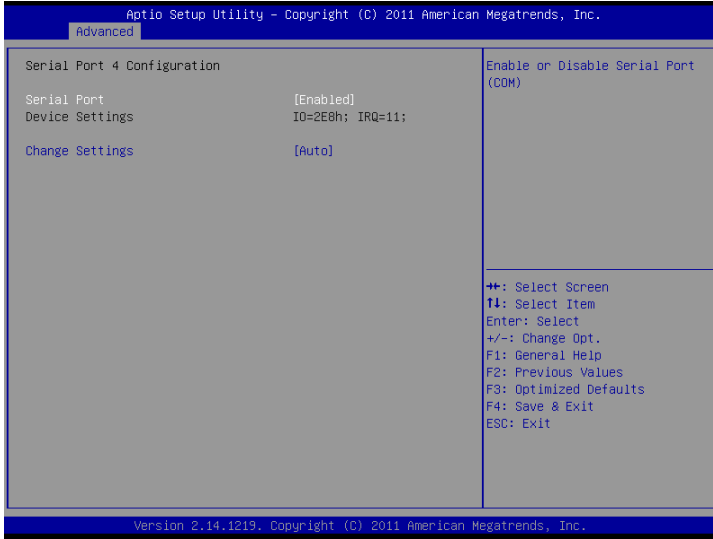 Aptio Setup Utility – Copyright (C) 2011 American Megatrends, Inc.
Advanced
Serial Port 4 Configuration
Serial Port [Enabled]
Device Settings IO=2E8h; IRQ=11;
Change Settings [Auto]
Enable or Disable Serial Port
(COM)
→←: Select Screen
↑↓: Select Item
Enter: Select
+/-: Change Opt.
F1: General Help
F2: Previous Values
F3: Optimized Defaults
F4: Save & Exit
ESC: Exit
Version 2.14.1219. Copyright (C) 2011 American Megatrends, Inc.